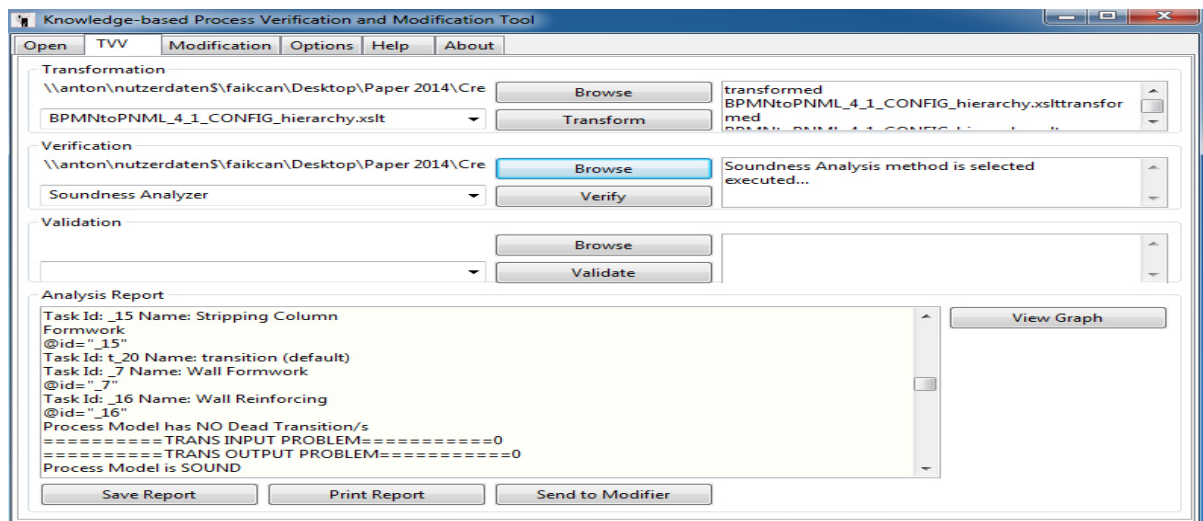 Knowledge-based Process Verification and Modification Tool
Open TVV Modification Options Help About
Transformation
\\anton\nutzerdaten$\faikcan\Desktop\Paper 2014\Cre
Browse
BPMNtoPNML_4_1_CONFIG_hierarchy.xslt
Transform
transformed
BPMNtoPNML_4_1_CONFIG_hierarchy.xslttransfor
med
Verification
\\anton\nutzerdaten$\faikcan\Desktop\Paper 2014\Cre
Browse
Soundness Analyzer
Verify
Soundness Analysis method is selected
executed...
Validation
Browse
Validate
Analysis Report
Task Id: _15 Name: Stripping Column
Formwork
@id="_15"
Task Id: t_20 Name: transition (default)
Task Id: _7 Name: Wall Formwork
@id="_7"
Task Id: _16 Name: Wall Reinforcing
@id="_16"
Process Model has NO Dead Transition/s
==========TRANS INPUT PROBLEM===========0
==========TRANS OUTPUT PROBLEM===========0
Process Model is SOUND
View Graph
Save Report
Print Report
Send to Modifier